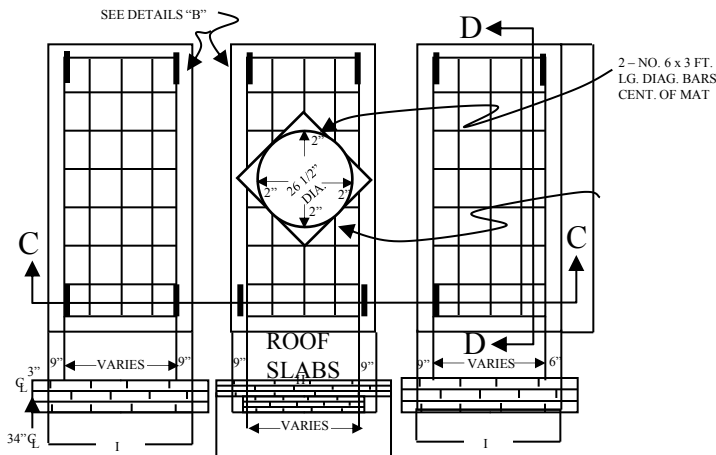 SEE DETAILS “B”
D
2 – NO. 6 x 3 FT.
LG. DIAG. BARS
CENT. OF MAT
2”
26 1/2”
DIA.
2”
2”
2”
C
C
D
ROOF
SLABS
9”
VARIES
9”
9”
9”
9”
VARIES
6”
3”
C
L
34” C
L
I
VARIES
I